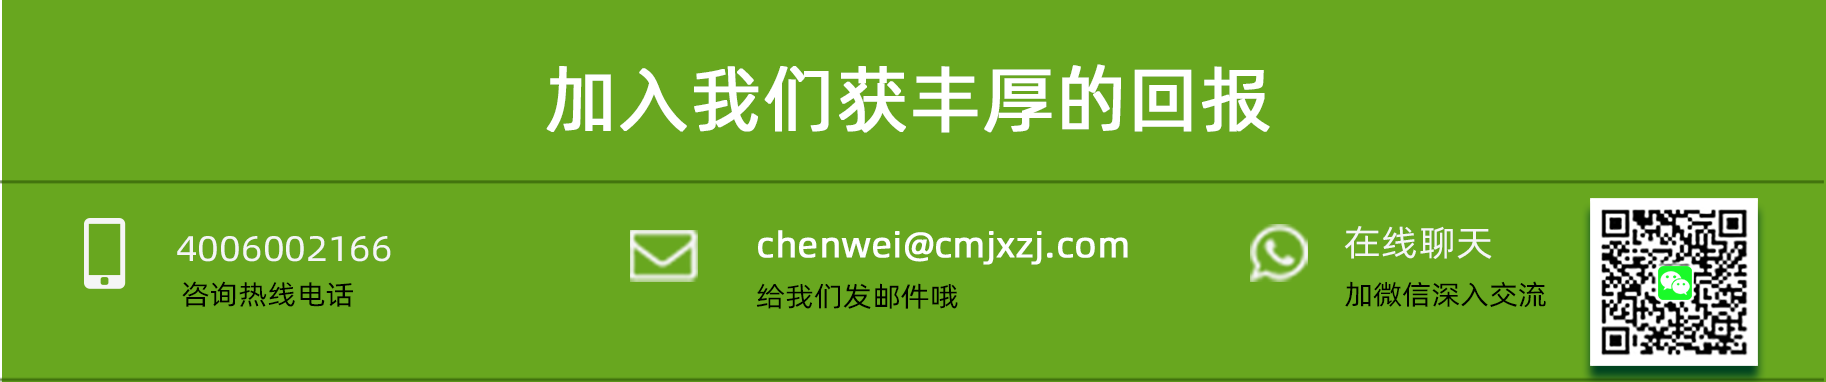 加入我们获丰厚的回报
4006002166
咨询热线电话
chenwei@cmjxzj.com
给我们发邮件哦
在线聊天
加微信深入交流